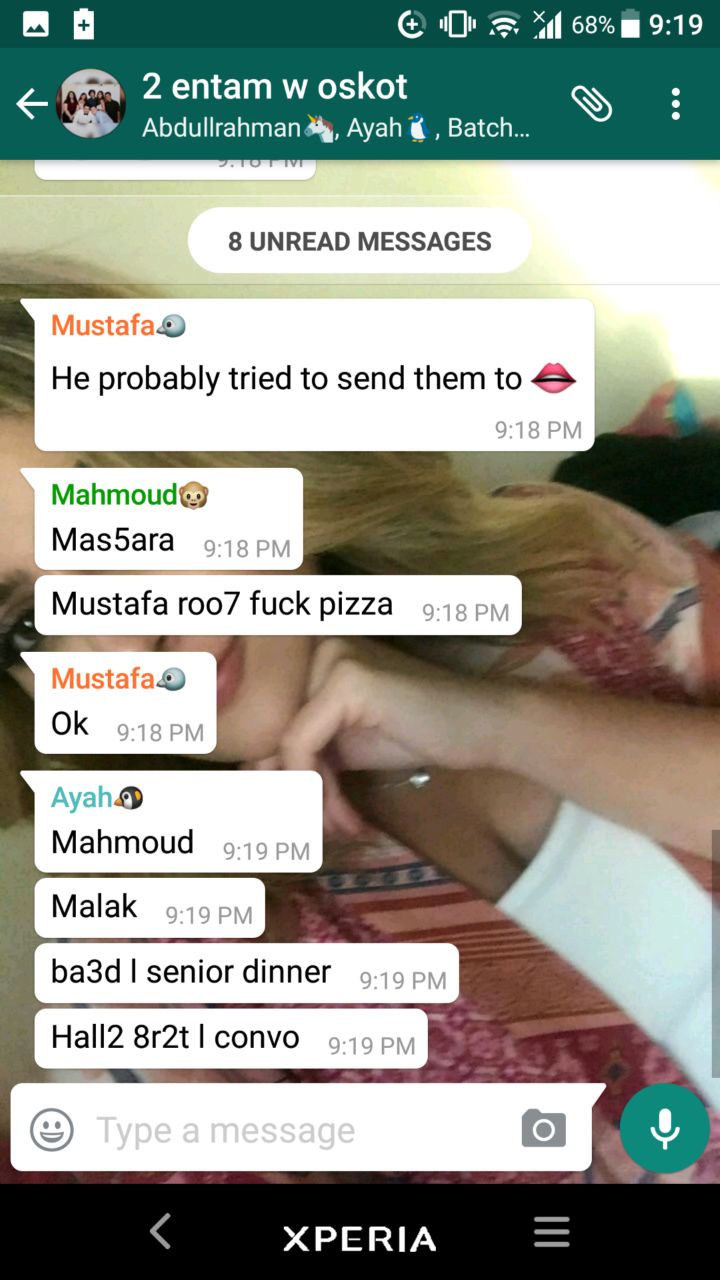 68% 9:19
2 entam w oskot
Abdullrahman🦄, Ayah🐧, Batch...
9:18 PM
8 UNREAD MESSAGES
Mustafa🐦
He probably tried to send them to 👄
9:18 PM
Mahmoud🐵
Mas5ara 9:18 PM
Mustafa roo7 fuck pizza 9:18 PM
Mustafa🐦
Ok 9:18 PM
Ayah🐧
Mahmoud 9:19 PM
Malak 9:19 PM
ba3d l senior dinner 9:19 PM
Hall2 8r2t l convo 9:19 PM
Type a message
XPERIA